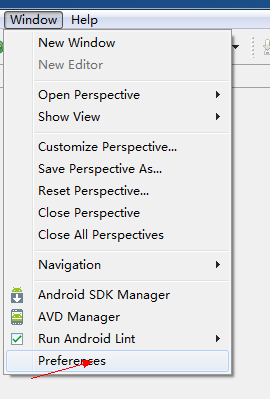 Window Help
New Window
New Editor
Open Perspective
Show View
Customize Perspective...
Save Perspective As...
Reset Perspective...
Close Perspective
Close All Perspectives
Navigation
Android SDK Manager
AVD Manager
Run Android Lint
Preferences